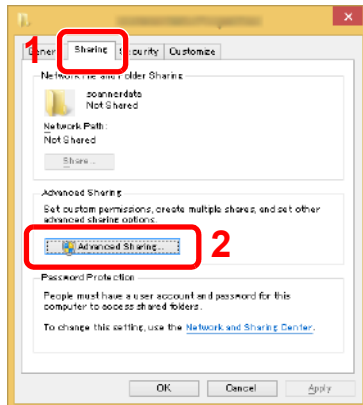 1
General Sharing Security Customize
Network File and Folder Sharing
scannerdata
Not Shared
Network Path:
Not Shared
Share...
Advanced Sharing
Set custom permissions, create multiple shares, and set other
advanced sharing options.
Advanced Sharing...
2
Password Protection
People must have a user account and password for this
computer to access shared folders.
To change this setting, use the Network and Sharing Center.
OK Cancel Apply